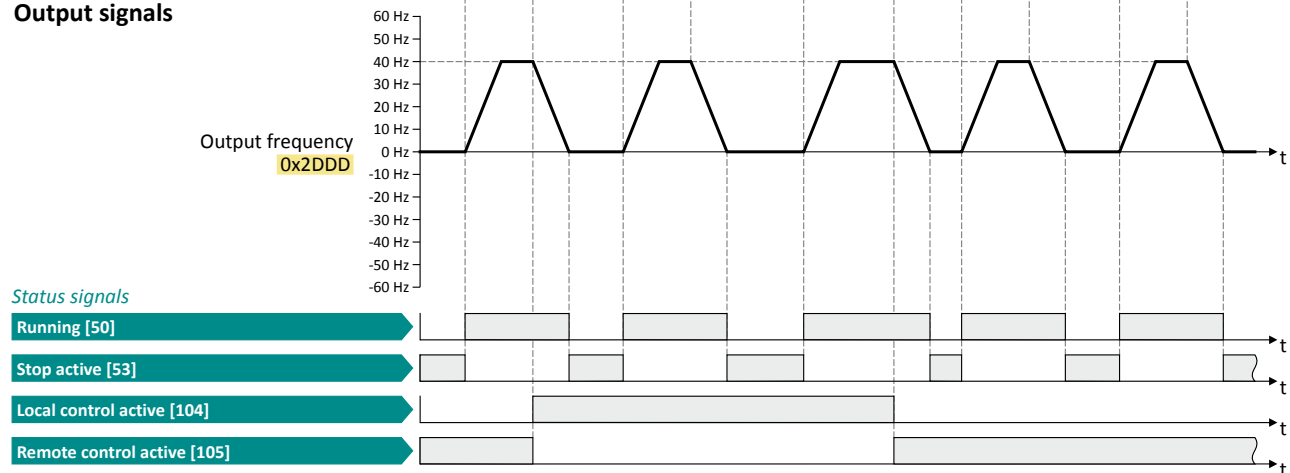 Output signals
60 Hz
50 Hz
40 Hz
30 Hz
20 Hz
10 Hz
Output frequency
0 Hz
t
0x2DDD
-10 Hz
-20 Hz
-30 Hz
-40 Hz
-50 Hz
-60 Hz
Status signals
Running [50]
t
Stop active [53]
t
Local control active [104]
t
Remote control active [105]
t